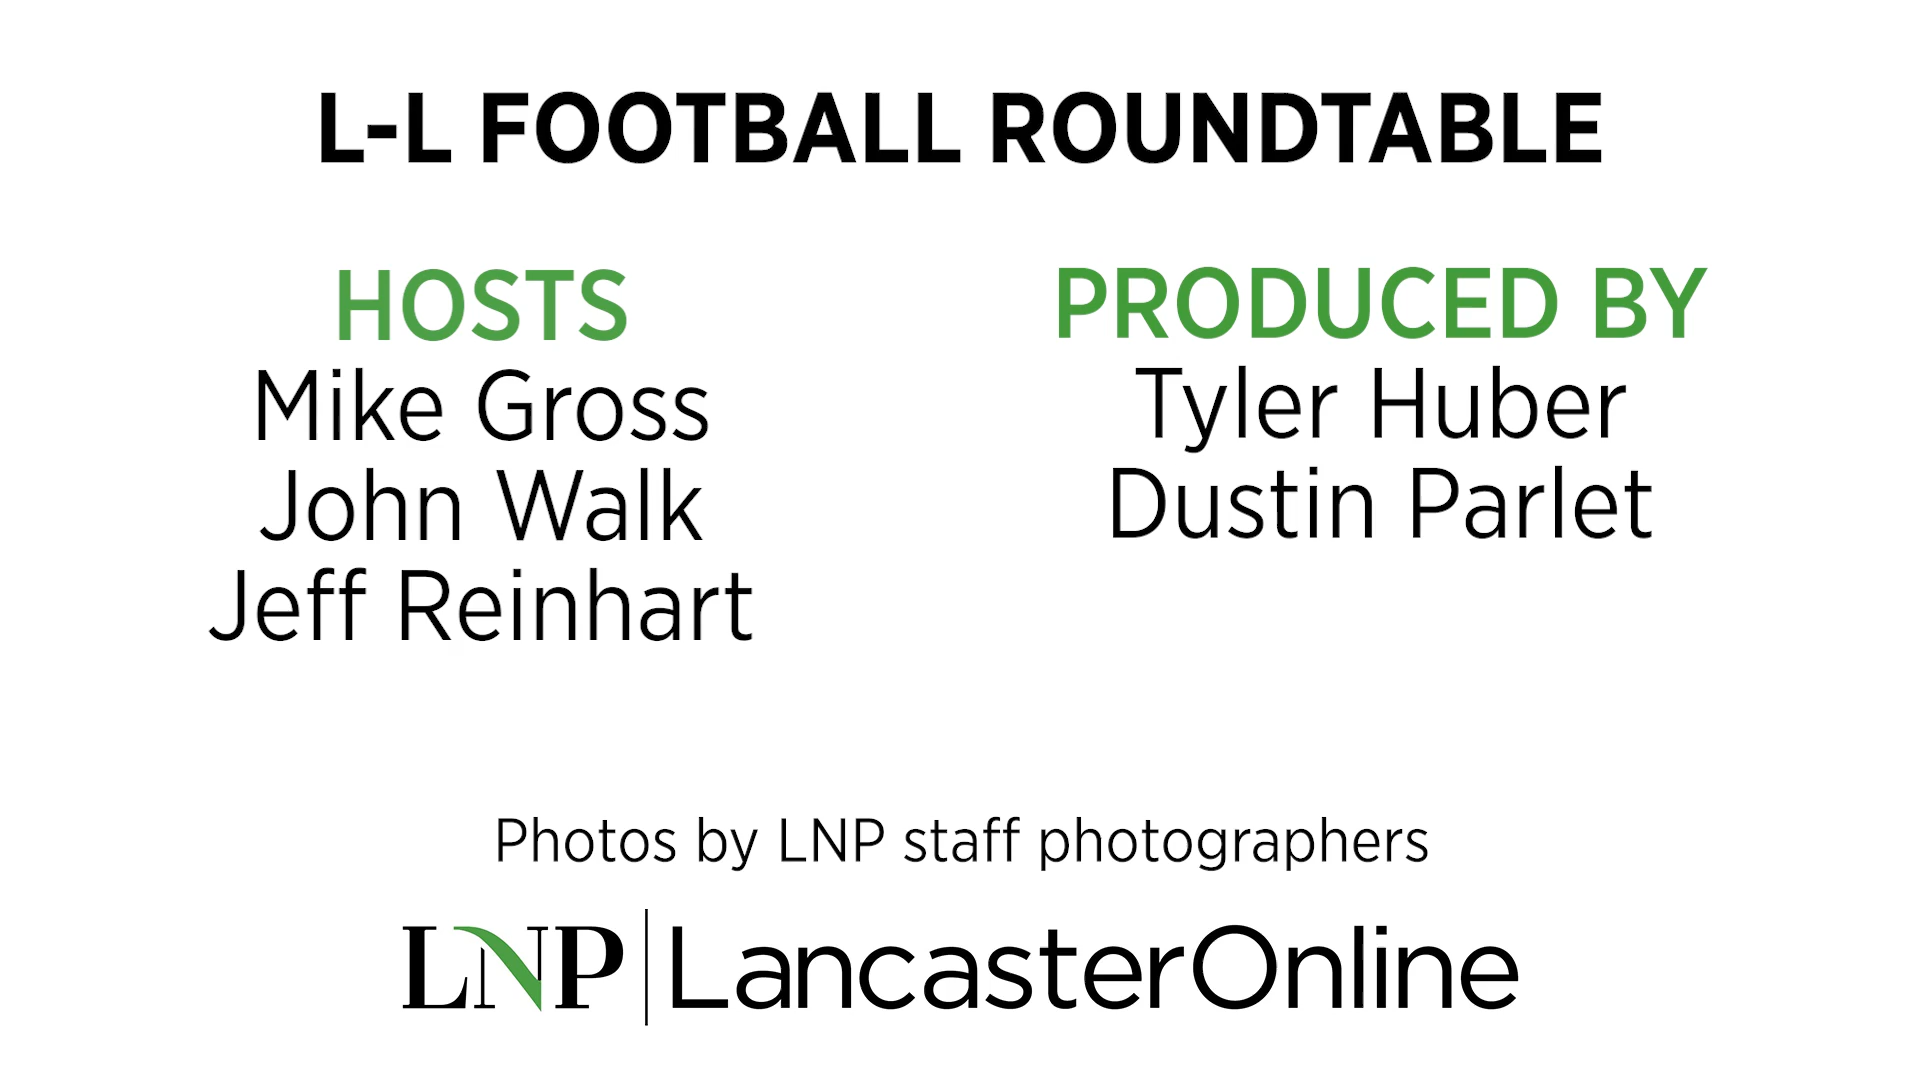 L-L FOOTBALL ROUNDTABLE
HOSTS
Mike Gross
John Walk
Jeff Reinhart
PRODUCED BY
Tyler Huber
Dustin Parlet
Photos by LNP staff photographers
LNP | LancasterOnline